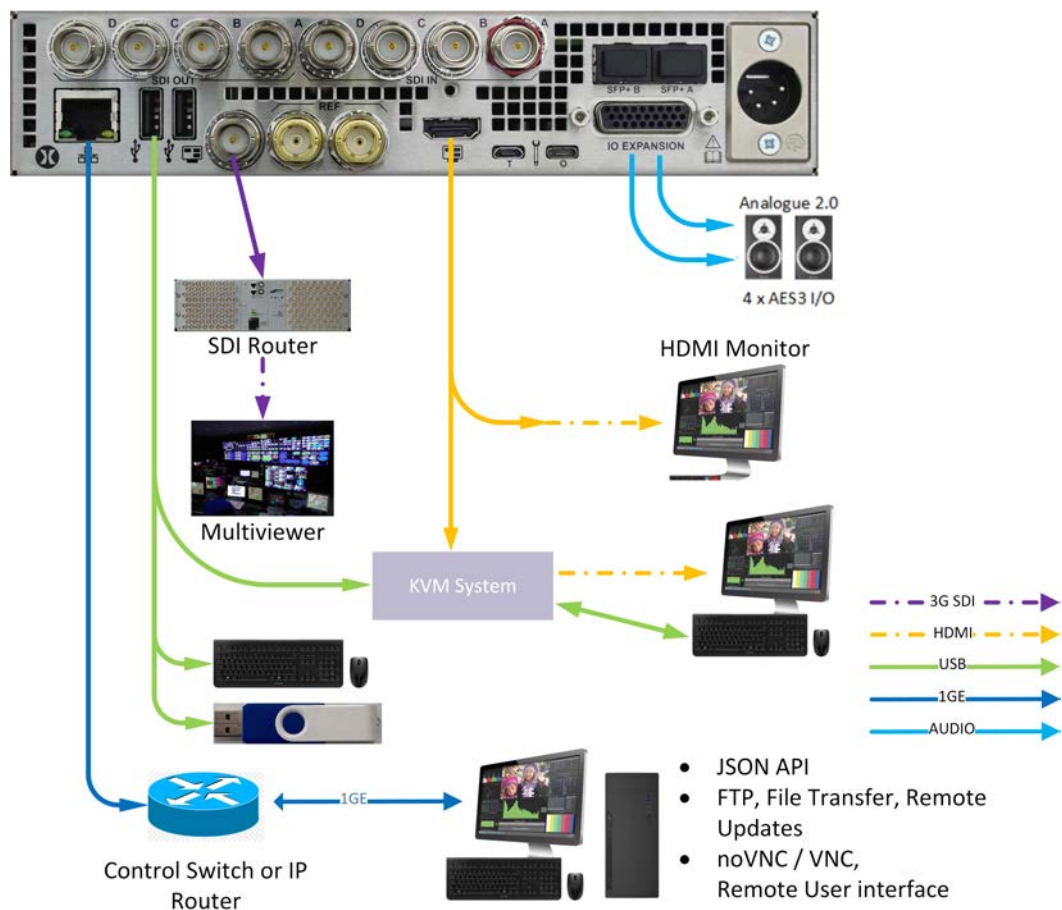 D C B A D C B A
SDI OUT SDI IN
REF
SFP+ B SFP+ A
IO EXPANSION
T O
Analogue 2.0
4 x AES3 I/O
SDI Router
HDMI Monitor
Multiviewer
KVM System
3G SDI
HDMI
USB
1GE
AUDIO
1GE
Control Switch or IP
Router
• JSON API
• FTP, File Transfer, Remote
Updates
• noVNC / VNC,
Remote User interface